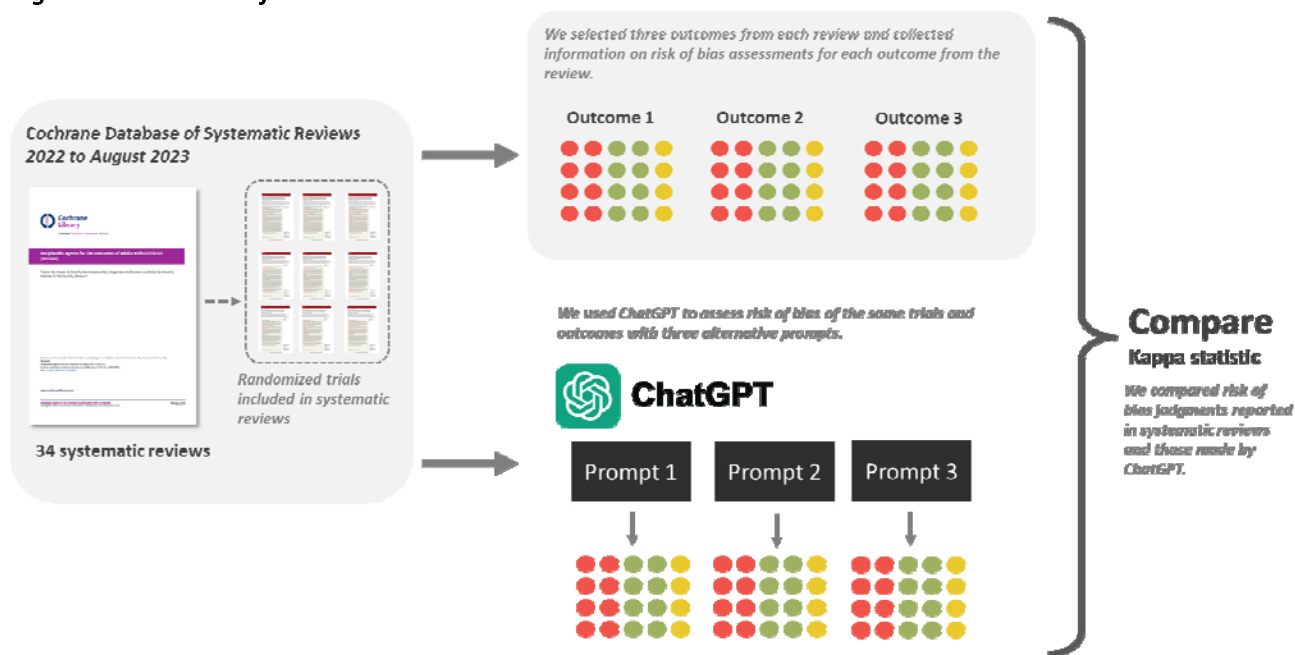 Cochrane Database of Systematic Reviews
2022 to August 2023
Cochrane
Library
Randomized trials
included in systematic
reviews
34 systematic reviews
We selected three outcomes from each review and collected
information on risk of bias assessments for each outcome from the
review.
Outcome 1 Outcome 2 Outcome 3
We used ChatGPT to assess risk of bias of the same trials and
outcomes with three alternative prompts.
ChatGPT
Prompt 1 Prompt 2 Prompt 3
Compare
Kappa statistic
We compared risk of
bias judgments reported
in systematic reviews
and those made by
ChatGPT.